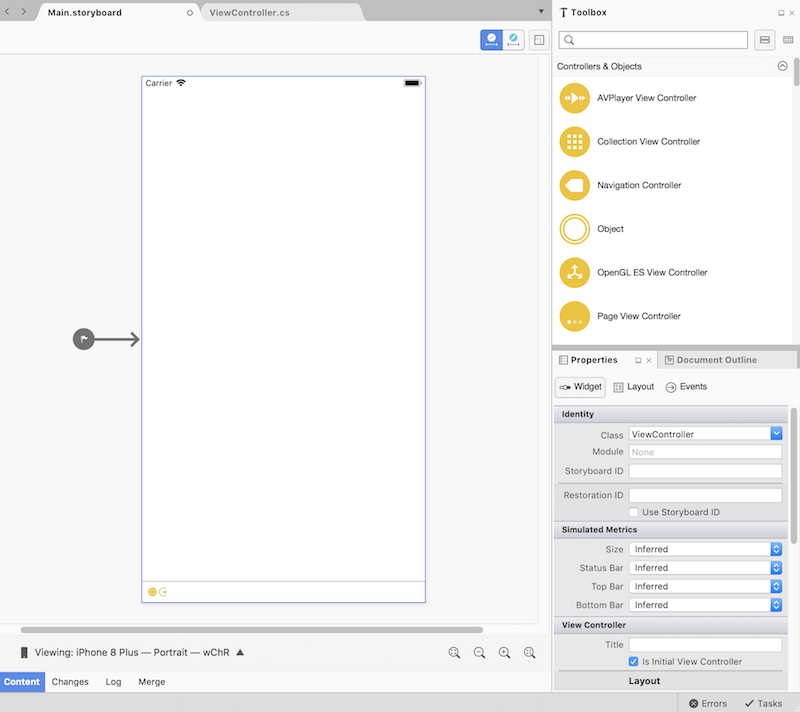 Main.storyboard
ViewController.cs
Carrier
Viewing: iPhone 8 Plus — Portrait — wChR
Content Changes Log Merge
Toolbox
Controllers & Objects
AVPlayer View Controller
Collection View Controller
Navigation Controller
Object
OpenGL ES View Controller
Page View Controller
Properties
Document Outline
Widget Layout Events
Identity
Class ViewController
Module None
Storyboard ID
Restoration ID
Use Storyboard ID
Simulated Metrics
Size Inferred
Status Bar Inferred
Top Bar Inferred
Bottom Bar Inferred
View Controller
Title
Is Initial View Controller
Layout
Errors Tasks